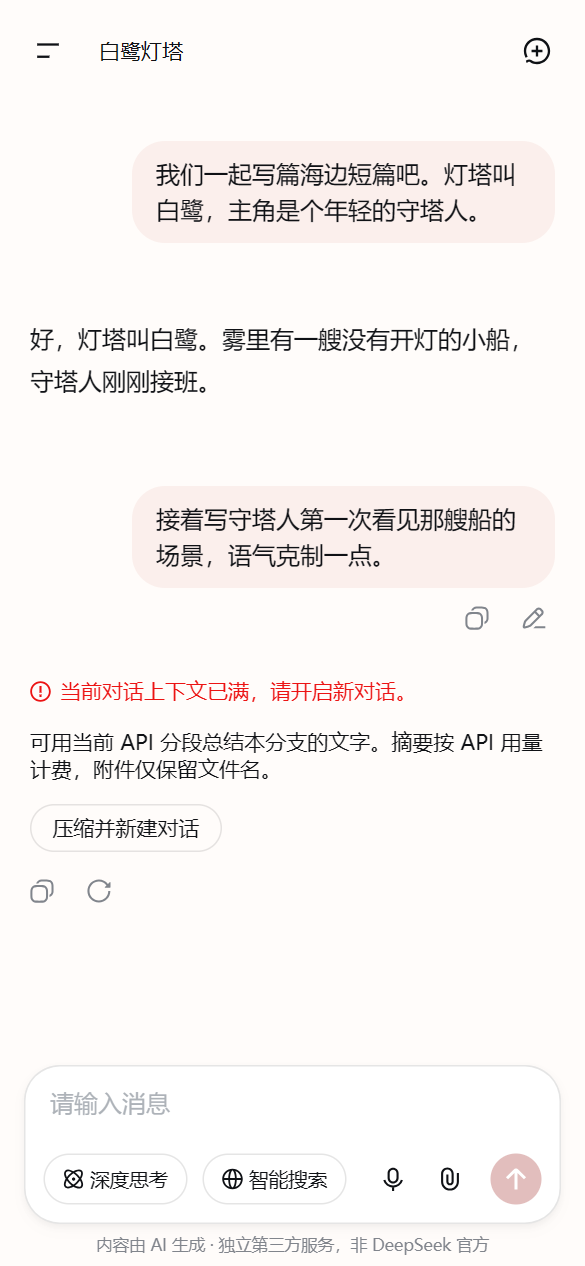 白鹭灯塔
我们一起写篇海边短篇吧。灯塔叫
白鹭，主角是个年轻的守塔人。
好，灯塔叫白鹭。雾里有一艘没有开灯的小船，
守塔人刚刚接班。
接着写守塔人第一次看见那艘船的
场景，语气克制一点。
当前对话上下文已满，请开启新对话。
可用当前 API 分段总结本分支的文字。摘要按 API 用量
计费，附件仅保留文件名。
压缩并新建对话
请输入消息
深度思考
智能搜索
内容由 AI 生成 · 独立第三方服务，非 DeepSeek 官方